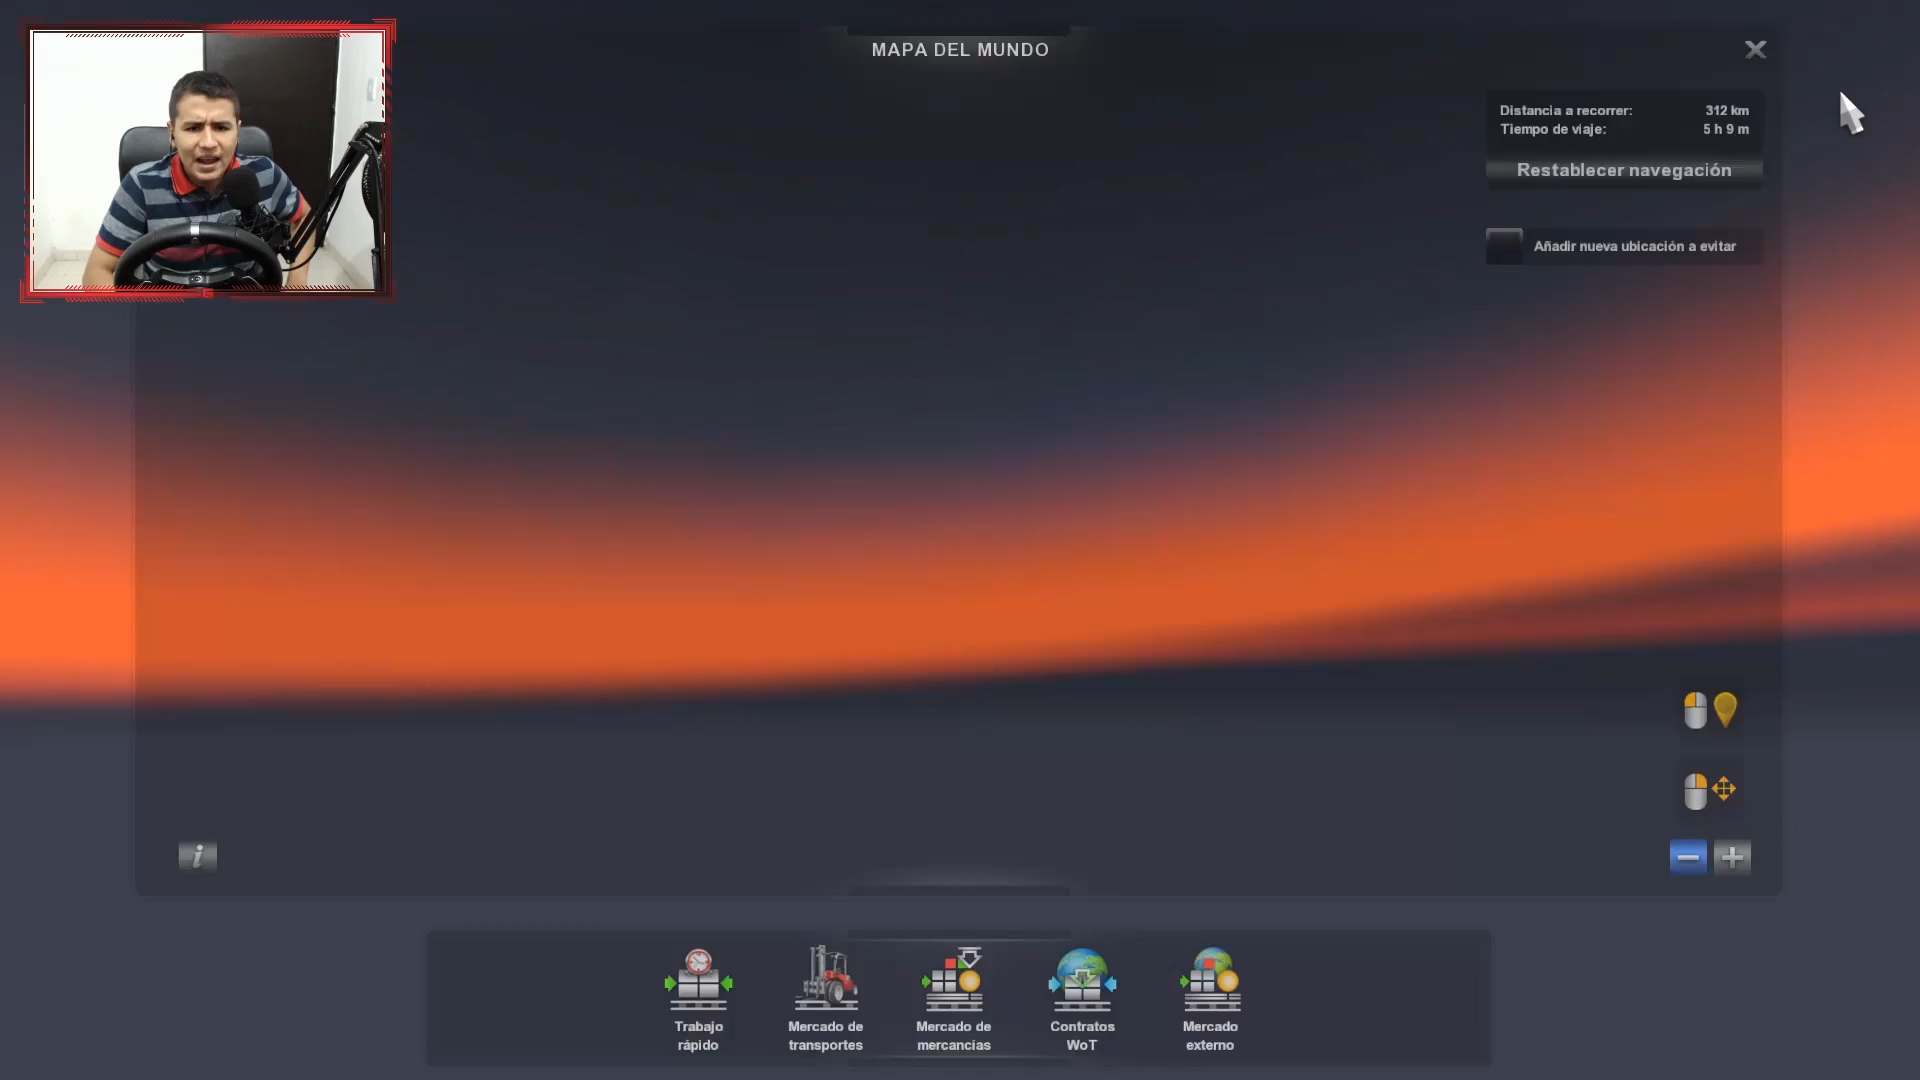 MAPA DEL MUNDO
Distancia a recorrer: 312 km
Tiempo de viaje: 5 h 9 m
Restablecer navegación
Añadir nueva ubicación a evitar
Trabajo
rápido
Mercado de
transportes
Mercado de
mercancias
Contratos
WoT
Mercado
externo